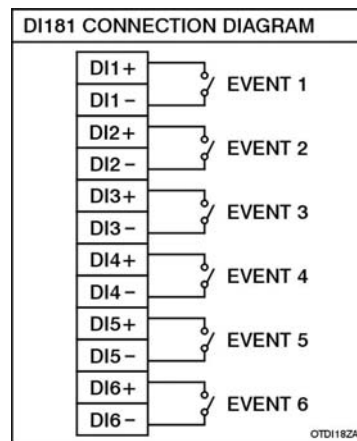 DI181 CONNECTION DIAGRAM
DI1+
DI1-
EVENT 1
DI2+
DI2-
EVENT 2
DI3+
DI3-
EVENT 3
DI4+
DI4-
EVENT 4
DI5+
DI5-
EVENT 5
DI6+
DI6-
EVENT 6
OTDI18ZA